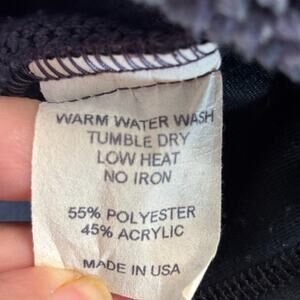 WARM WATER WASH
TUMBLE DRY
LOW HEAT
NO IRON
55% POLYESTER
45% ACRYLIC
MADE IN USA